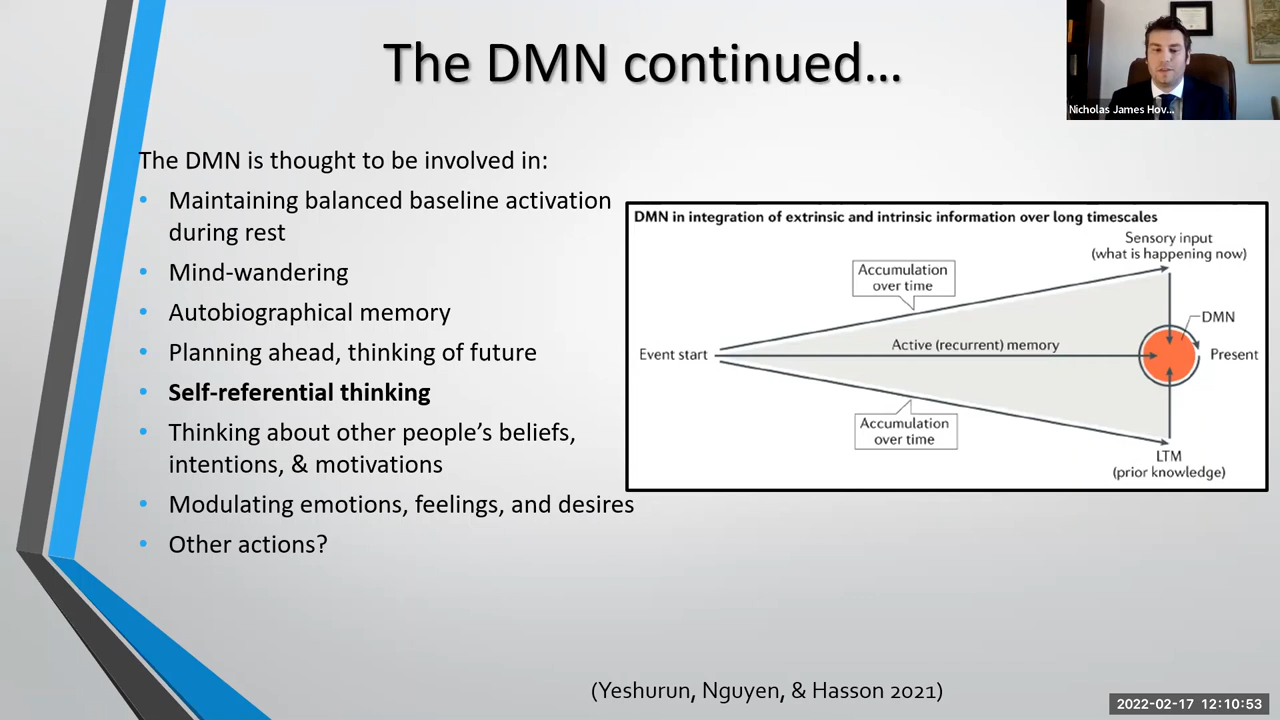 The DMN continued...
Nicholas James Hov...
The DMN is thought to be involved in:
• Maintaining balanced baseline activation
during rest
• Mind-wandering
• Autobiographical memory
• Planning ahead, thinking of future
• Self-referential thinking
• Thinking about other people's beliefs,
intentions, & motivations
• Modulating emotions, feelings, and desires
• Other actions?
DMN in integration of extrinsic and intrinsic information over long timescales
Sensory input
(what is happening now)
Accumulation
over time
DMN
Event start
Active (recurrent) memory
Present
Accumulation
over time
LTM
(prior knowledge)
(Yeshurun, Nguyen, & Hasson 2021)
2022-02-17 12:10:53